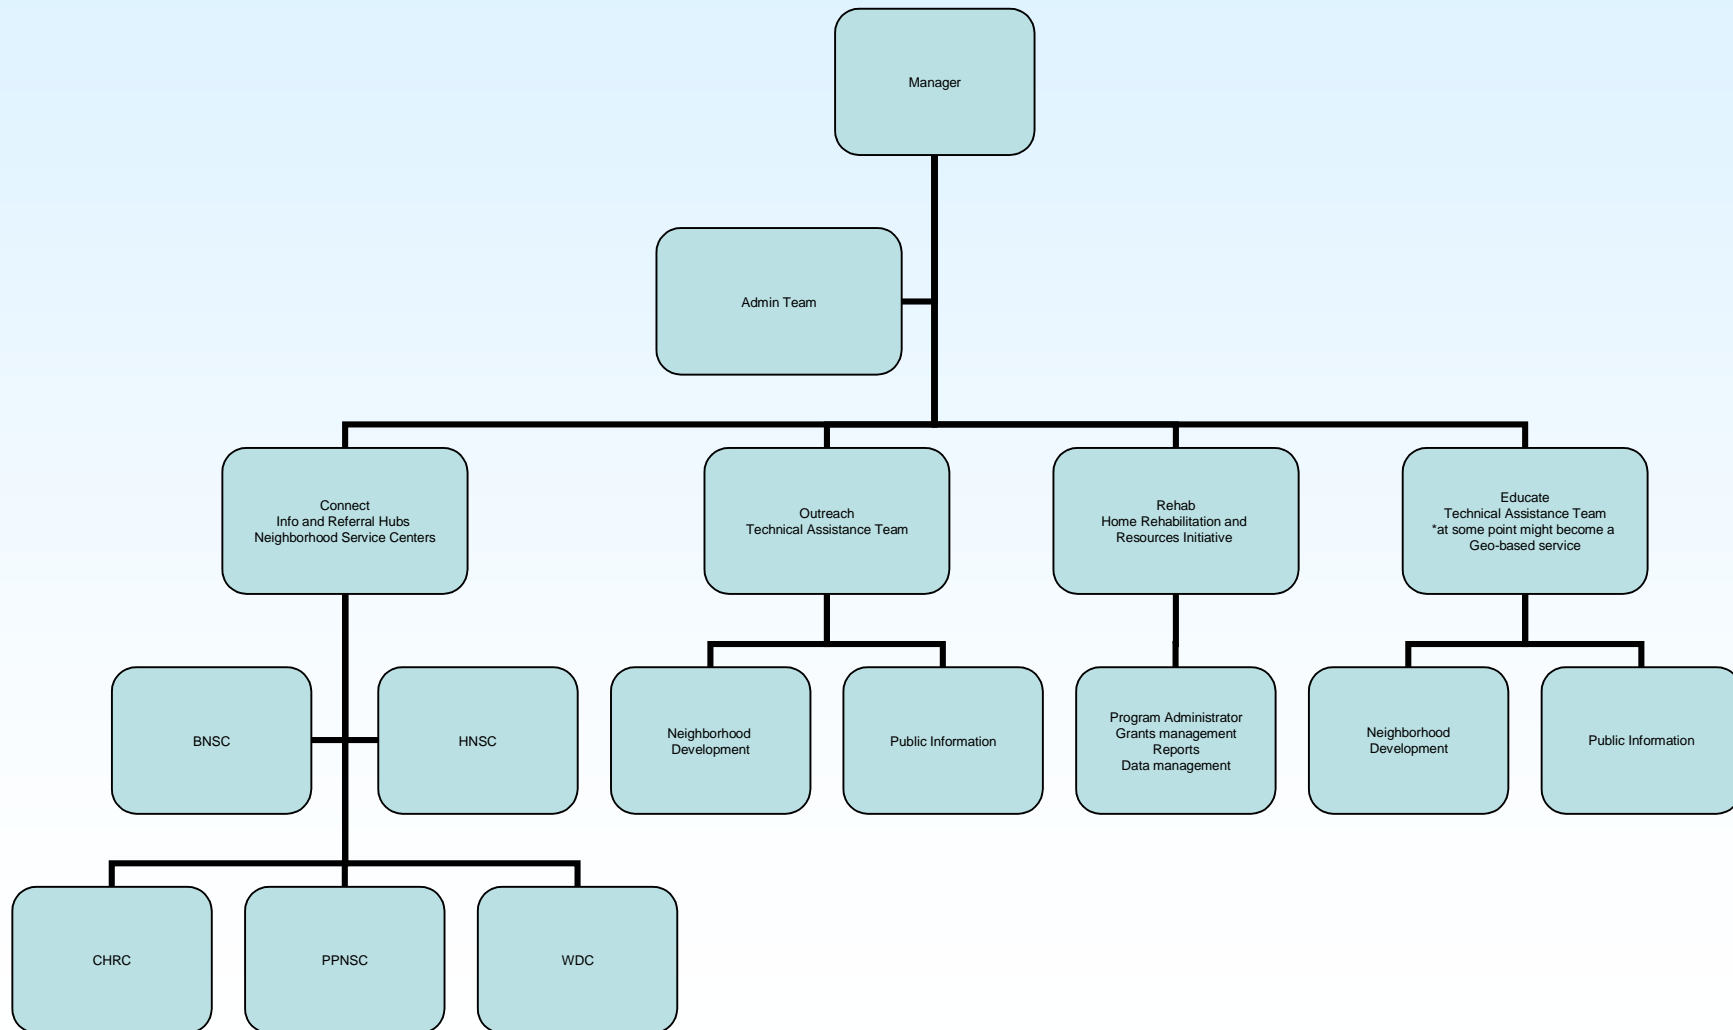 Manager
Admin Team
Connect
Info and Referral Hubs
Neighborhood Service Centers
Outreach
Technical Assistance Team
Rehab
Home Rehabilitation and
Resources Initiative
Educate
Technical Assistance Team
*at some point might become a
Geo-based service
BNSC
HNSC
Neighborhood
Development
Public Information
Program Administrator
Grants management
Reports
Data management
Neighborhood
Development
Public Information
CHRC
PPNSC
WDC